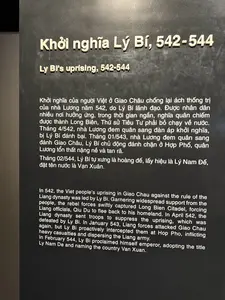 Khởi nghĩa Lý Bí, 542-544
Ly Bi's uprising, 542-544
Khởi nghĩa của người Việt ở Giao Châu chống lại ách thống trị
của nhà Lương năm 542, do Lý Bí lãnh đạo. Được nhân dân
nhiều nơi hưởng ứng, trong thời gian ngắn, nghĩa quân chiếm
được thành Long Biên, Thứ sử Tiêu Tư phải bỏ chạy về nước.
Tháng 4/542, nhà Lương đem quân sang đàn áp khởi nghĩa,
bị Lý Bí đánh bại. Tháng 01/543, nhà Lương đem quân sang
đánh Giao Châu, Lý Bí chủ động đánh chặn ở Hợp Phố, quân
Lương tổn thất nặng nề và tan rã.
Tháng 02/544, Lý Bí tự xưng là hoàng đế, lấy hiệu là Lý Nam Đế,
đặt tên nước là Vạn Xuân.
In 542, the Viet people's uprising in Giao Chau against the rule of the
Liang dynasty was led by Ly Bi. Garnering widespread support from the
people, the rebel forces swiftly captured Long Bien Citadel, forcing
Liang officials, Qiu Du to flee back to his homeland. In April 542, the
Liang dynasty sent troops to suppress the uprising, which was
defeated by Ly Bi. In January 543, Liang forces attacked Giao Chau
again, but Ly Bi proactively intercepted them at Hop Pho, inflicting
heavy casualties and dispersing the Liang army.
In February 544, Ly Bi proclaimed himself emperor, adopting the title
Ly Nam De and naming the country Van Xuan.